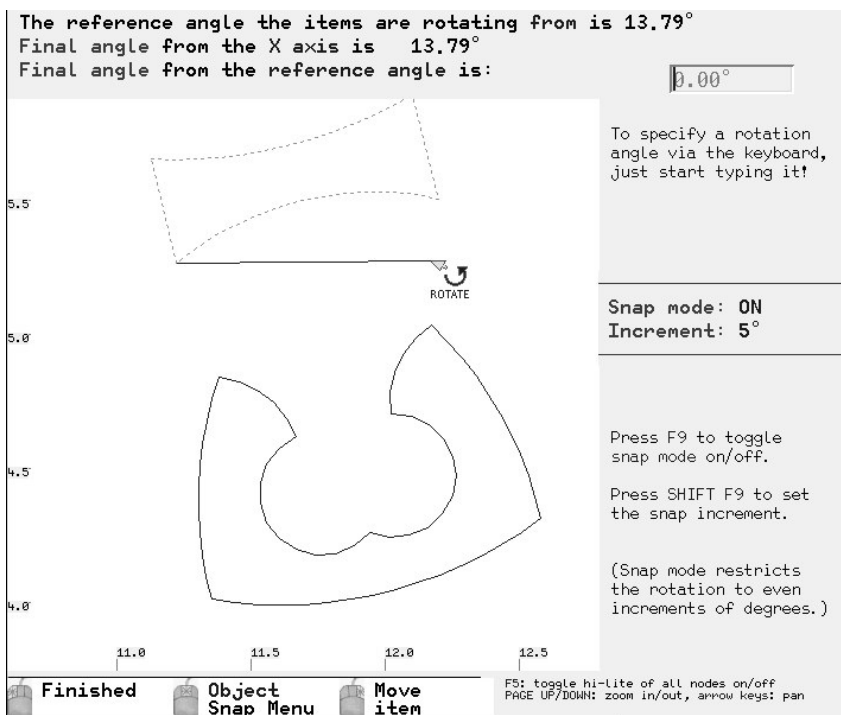 The reference angle the items are rotating from is 13.79°
Final angle from the X axis is 13.79°
Final angle from the reference angle is:
0.00°
To specify a rotation
angle via the keyboard,
just start typing it!
5.5
ROTATE
Snap mode: ON
Increment: 5°
5.0
Press F9 to toggle
snap mode on/off.
4.5
Press SHIFT F9 to set
the snap increment.
(Snap mode restricts
the rotation to even
increments of degrees.)
4.0
11.0 11.5 12.0 12.5
Finished
Object
Snap Menu
Move
item
F5: toggle hi-lite of all nodes on/off
PAGE UP/DOWN: zoom in/out, arrow keys: pan